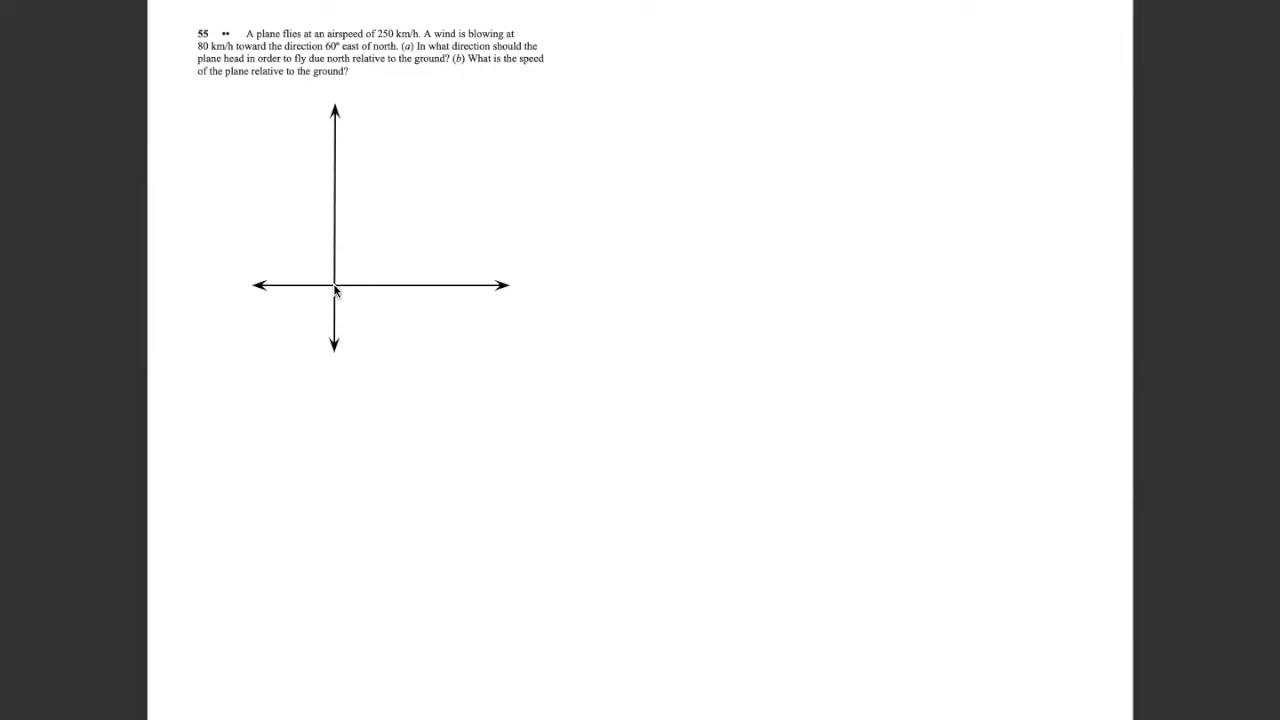 55 •• A plane flies at an airspeed of 250 km/h. A wind is blowing at
80 km/h toward the direction 60° east of north. (a) In what direction should the
plane head in order to fly due north relative to the ground? (b) What is the speed
of the plane relative to the ground?